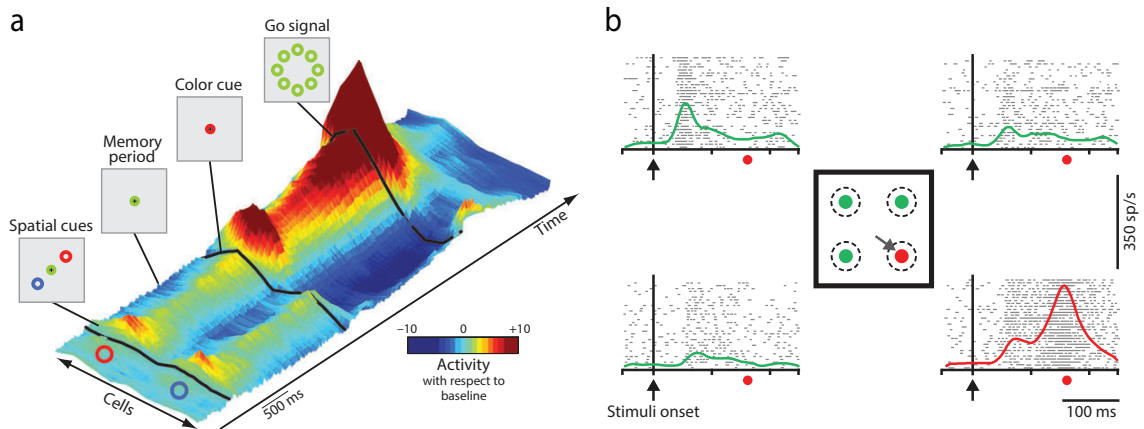 a
Go signal
Color cue
Memory
period
Spatial cues
Time
−10
0
+10
Activity
with respect to
baseline
500 ms
Cells
b
350 sp/s
Stimuli onset
100 ms